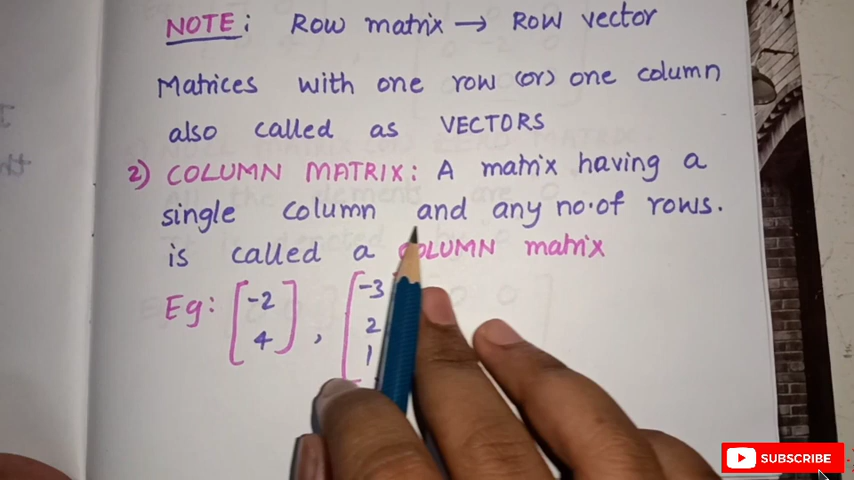 NOTE: Row matrix → Row vector
Matrices with one row (or) one column
also called as VECTORS
2) COLUMN MATRIX: A matrix having a
single column and any no.of rows.
is called a COLUMN matrix
Eg: [-2 4], [-3 2 1
SUBSCRIBE